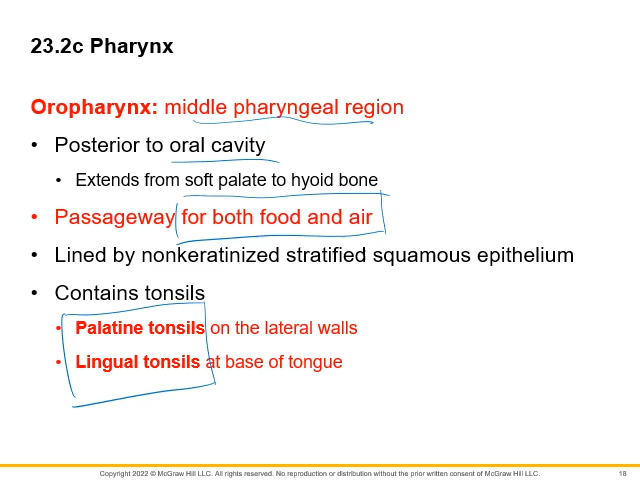 23.2c Pharynx
Oropharynx: middle pharyngeal region
• Posterior to oral cavity
• Extends from soft palate to hyoid bone
• Passageway for both food and air
• Lined by nonkeratinized stratified squamous epithelium
• Contains tonsils
• Palatine tonsils on the lateral walls
• Lingual tonsils at base of tongue
Copyright 2022 © McGraw Hill LLC. All rights reserved. No reproduction or distribution without the prior written consent of McGraw Hill LLC.
18